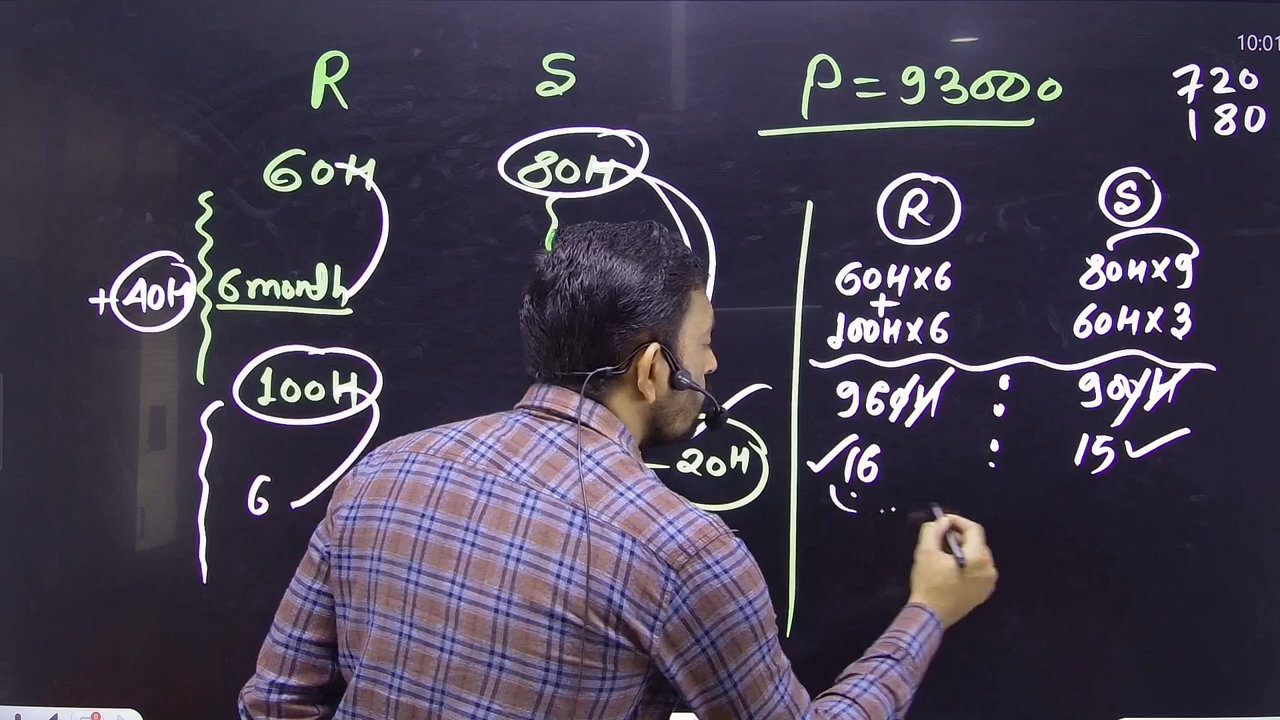 10:01
R S P = 93000
720
180
60H 80H
R S
+ 40H 6 month
60H×6 80H×9
+
100H×6 60H×3
100H
960H : 900H
- 20H
16 : 15
6